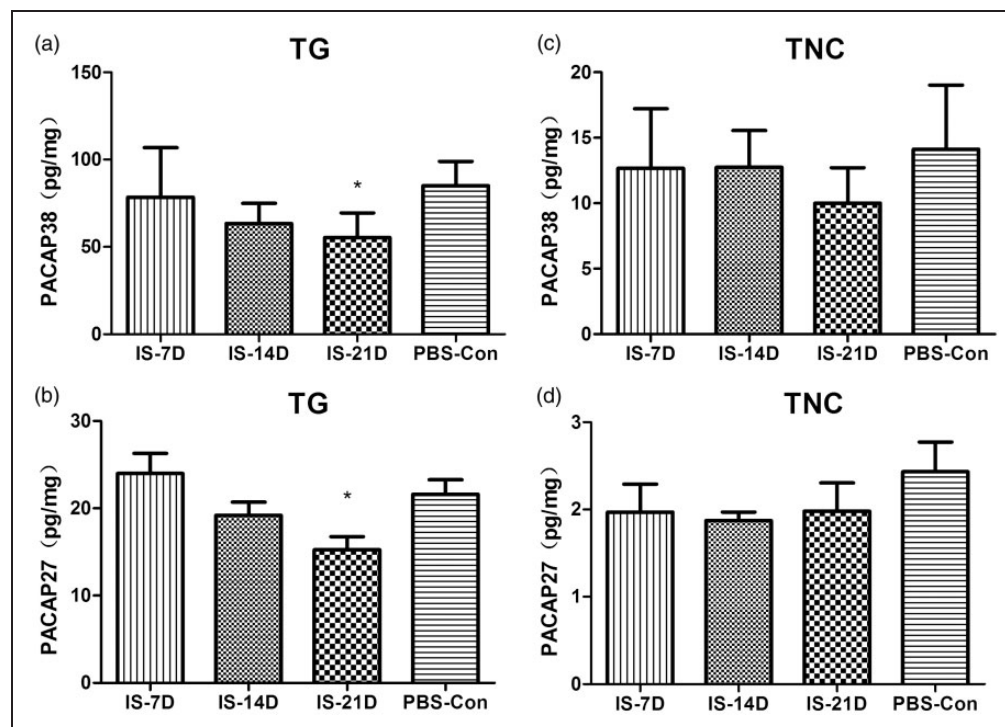 (a)
TG
PACAP38（pg/mg）
150
100
50
0
IS-7D IS-14D IS-21D PBS-Con
*
(c)
TNC
PACAP38（pg/mg）
20
15
10
5
0
IS-7D IS-14D IS-21D PBS-Con
(b)
TG
PACAP27（pg/mg）
30
20
10
0
IS-7D IS-14D IS-21D PBS-Con
*
(d)
TNC
PACAP27（pg/mg）
3
2
1
0
IS-7D IS-14D IS-21D PBS-Con